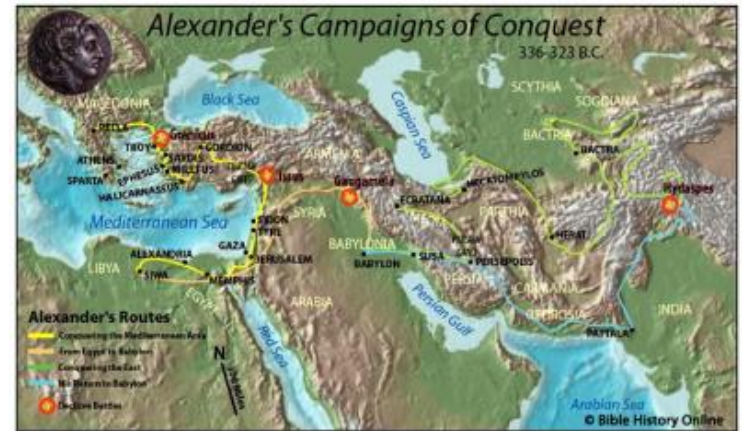 Alexander's Campaigns of Conquest
336-323 B.C.
SCYTHIA
MACEDONIA
Black Sea
Caspian Sea
SOGDIANA
PELLA
Granicus
BACTRIA
TROY
GORDION
ARMENIA
BACTRA
ATHENS
SARDIS
EPHESUS
MILETUS
Issus
SPARTA
HALICARNASSUS
Gaugamela
ECBATANA
PARTHIA
Hydaspes
Mediterranean Sea
SIDON
SYRIA
TYRE
HERAT
GAZA
BABYLONIA
SUSA
ALEXANDRIA
JERUSALEM
BABYLON
PERSEPOLIS
LIBYA
SIWA
MEMPHIS
PERSIA
CARMANIA
EGYPT
ARABIA
Persian Gulf
INDIA
Red Sea
PATTALA
Alexander's Routes
Conquering the Mediterranean Area
From Egypt to Babylon
Conquering the East
His Return to Babylon
Decisive Battles
N
Arabian Sea
© Bible History Online